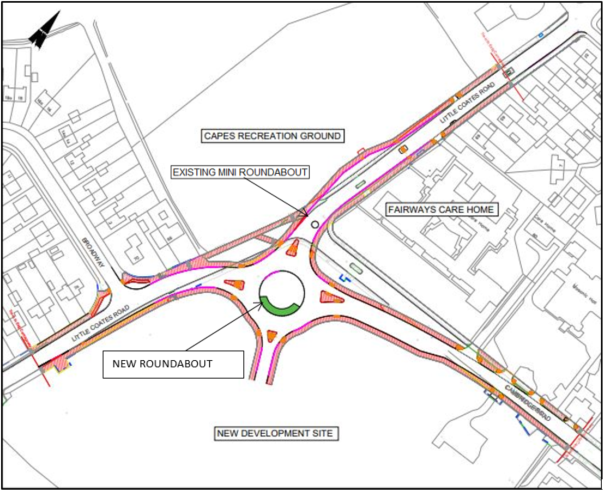 LITTLE COATES ROAD
CAPES RECREATION GROUND
EXISTING MINI ROUNDABOUT
FAIRWAYS CARE HOME
BROADWAY
LITTLE COATES ROAD
NEW ROUNDABOUT
CAMBRIDGE ROAD
NEW DEVELOPMENT SITE